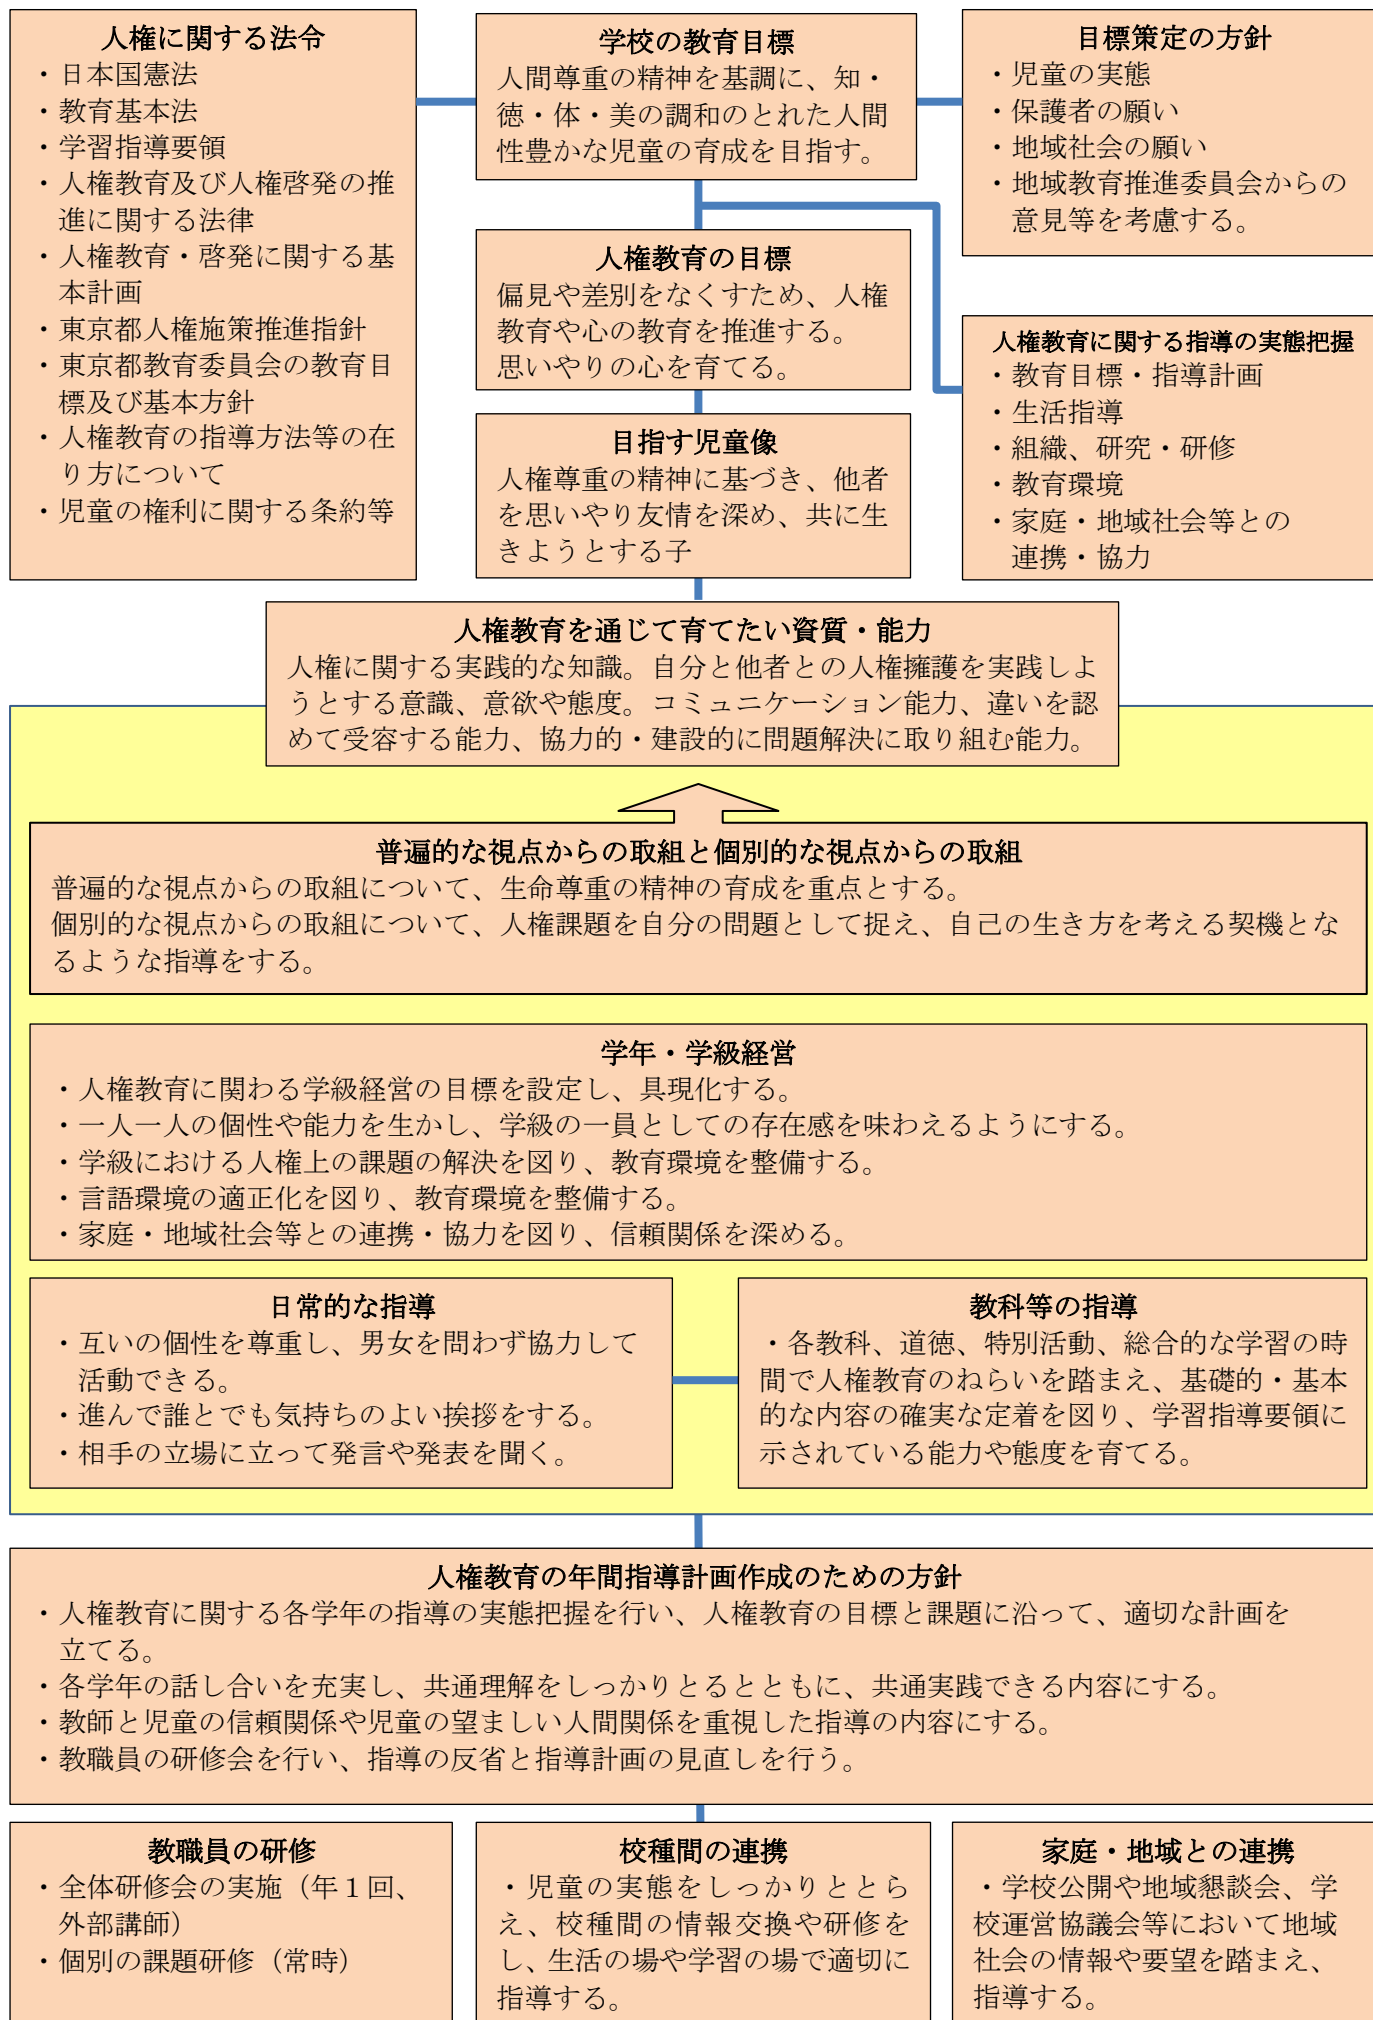 人権に関する法令
・日本国憲法
・教育基本法
・学習指導要領
・人権教育及び人権啓発の推
進に関する法律
・人権教育・啓発に関する基
本計画
・東京都人権施策推進指針
・東京都教育委員会の教育目
標及び基本方針
・人権教育の指導方法等の在
り方について
・児童の権利に関する条約等
学校の教育目標
人間尊重の精神を基調に、知・
徳・体・美の調和のとれた人間
性豊かな児童の育成を目指す。
目標策定の方針
・児童の実態
・保護者の願い
・地域社会の願い
・地域教育推進委員会からの
意見等を考慮する。
人権教育の目標
偏見や差別をなくすため、人権
教育や心の教育を推進する。
思いやりの心を育てる。
人権教育に関する指導の実態把握
・教育目標・指導計画
・生活指導
・組織、研究・研修
・教育環境
・家庭・地域社会等との
連携・協力
目指す児童像
人権尊重の精神に基づき、他者
を思いやり友情を深め、共に生
きようとする子
人権教育を通じて育てたい資質・能力
人権に関する実践的な知識。自分と他者との人権擁護を実践しよ
うとする意識、意欲や態度。コミュニケーション能力、違いを認
めて受容する能力、協力的・建設的に問題解決に取り組む能力。
普遍的な視点からの取組と個別的な視点からの取組
普遍的な視点からの取組について、生命尊重の精神の育成を重点とする。
個別的な視点からの取組について、人権課題を自分の問題として捉え、自己の生き方を考える契機とな
るような指導をする。
学年・学級経営
・人権教育に関わる学級経営の目標を設定し、具現化する。
・一人一人の個性や能力を生かし、学級の一員としての存在感を味わえるようにする。
・学級における人権上の課題の解決を図り、教育環境を整備する。
・言語環境の適正化を図り、教育環境を整備する。
・家庭・地域社会等との連携・協力を図り、信頼関係を深める。
日常的な指導
・互いの個性を尊重し、男女を問わず協力して
活動できる。
・進んで誰とでも気持ちのよい挨拶をする。
・相手の立場に立って発言や発表を聞く。
教科等の指導
・各教科、道徳、特別活動、総合的な学習の時
間で人権教育のねらいを踏まえ、基礎的・基本
的な内容の確実な定着を図り、学習指導要領に
示されている能力や態度を育てる。
人権教育の年間指導計画作成のための方針
・人権教育に関する各学年の指導の実態把握を行い、人権教育の目標と課題に沿って、適切な計画を
立てる。
・各学年の話し合いを充実し、共通理解をしっかりとるとともに、共通実践できる内容にする。
・教師と児童の信頼関係や児童の望ましい人間関係を重視した指導の内容にする。
・教職員の研修会を行い、指導の反省と指導計画の見直しを行う。
教職員の研修
・全体研修会の実施（年１回、
外部講師）
・個別の課題研修（常時）
校種間の連携
・児童の実態をしっかりととら
え、校種間の情報交換や研修を
し、生活の場や学習の場で適切に
指導する。
家庭・地域との連携
・学校公開や地域懇談会、学
校運営協議会等において地域
社会の情報や要望を踏まえ、
指導する。